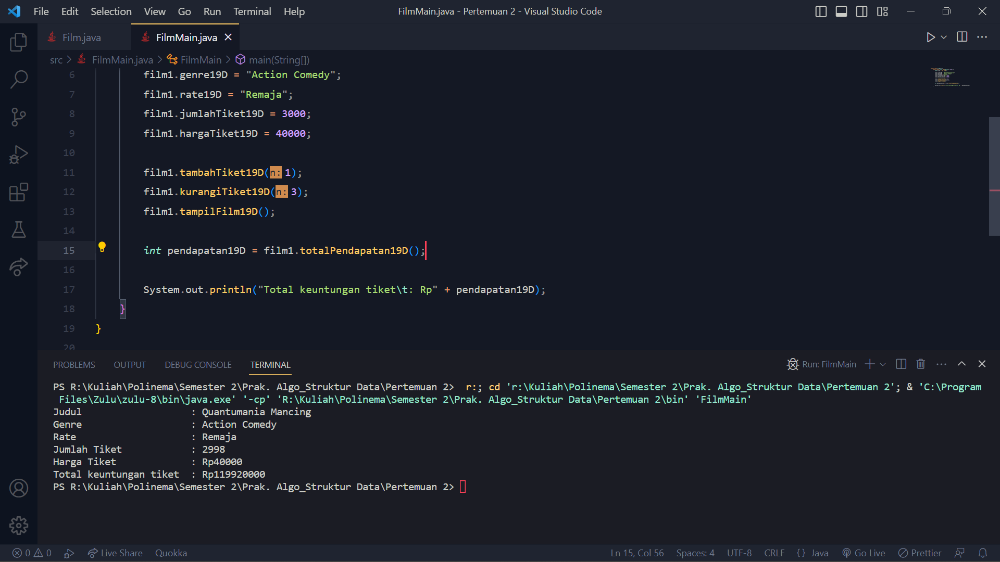 File Edit Selection View Go Run Terminal Help FilmMain.java - Pertemuan 2 - Visual Studio Code
Film.java FilmMain.java
src > FilmMain.java > FilmMain > main(String[])
6 film1.genre19D = "Action Comedy";
7 film1.rate19D = "Remaja";
8 film1.jumlahTiket19D = 3000;
9 film1.hargaTiket19D = 40000;
10
11 film1.tambahTiket19D(n: 1);
12 film1.kurangiTiket19D(n: 3);
13 film1.tampilFilm19D();
14
15 int pendapatan19D = film1.totalPendapatan19D();
16
17 System.out.println("Total keuntungan tiket\t: Rp" + pendapatan19D);
18 }
19 }
20
PROBLEMS OUTPUT DEBUG CONSOLE TERMINAL Run: FilmMain
PS R:\Kuliah\Polinema\Semester 2\Prak. Algo_Struktur Data\Pertemuan 2>  r:; cd 'r:\Kuliah\Polinema\Semester 2\Prak. Algo_Struktur Data\Pertemuan 2'; & 'C:\Program
Files\Zulu\zulu-8\bin\java.exe' '-cp' 'R:\Kuliah\Polinema\Semester 2\Prak. Algo_Struktur Data\Pertemuan 2\bin' 'FilmMain'
Judul : Quantumania Mancing
Genre : Action Comedy
Rate : Remaja
Jumlah Tiket : 2998
Harga Tiket : Rp40000
Total keuntungan tiket : Rp119920000
PS R:\Kuliah\Polinema\Semester 2\Prak. Algo_Struktur Data\Pertemuan 2>
0 0 Live Share Quokka Ln 15, Col 56 Spaces: 4 UTF-8 CRLF {} Java Go Live Prettier